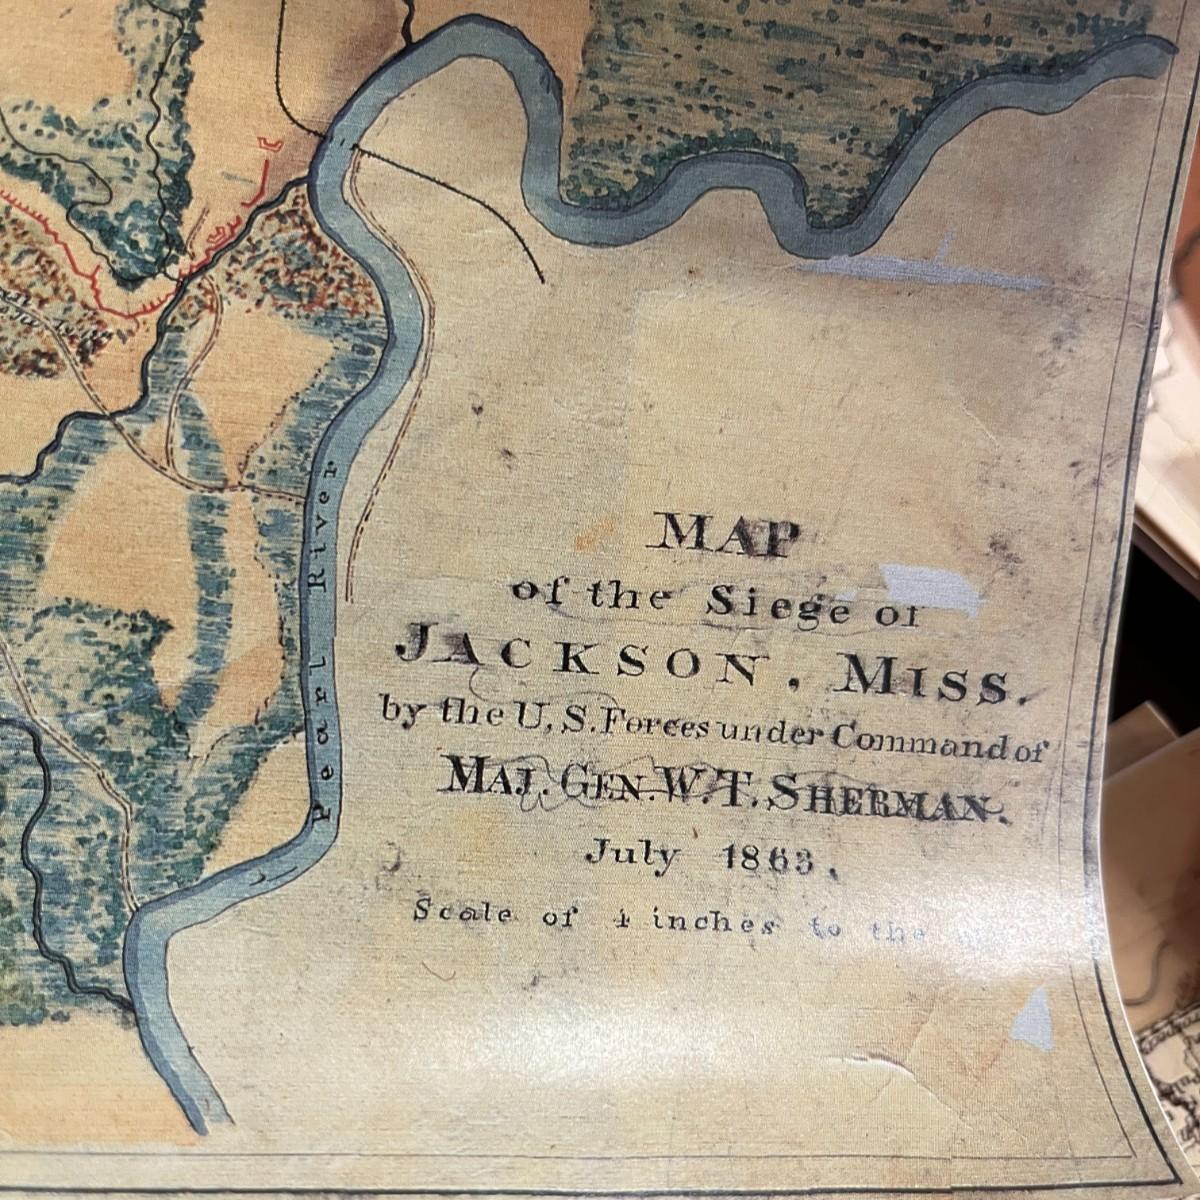 MAP
of the Siege of
JACKSON, MISS.
by the U.S. Forces under Command of
MAJ. GEN. W. T. SHERMAN.
July 1863.
Scale of 4 inches to the
Pearl River